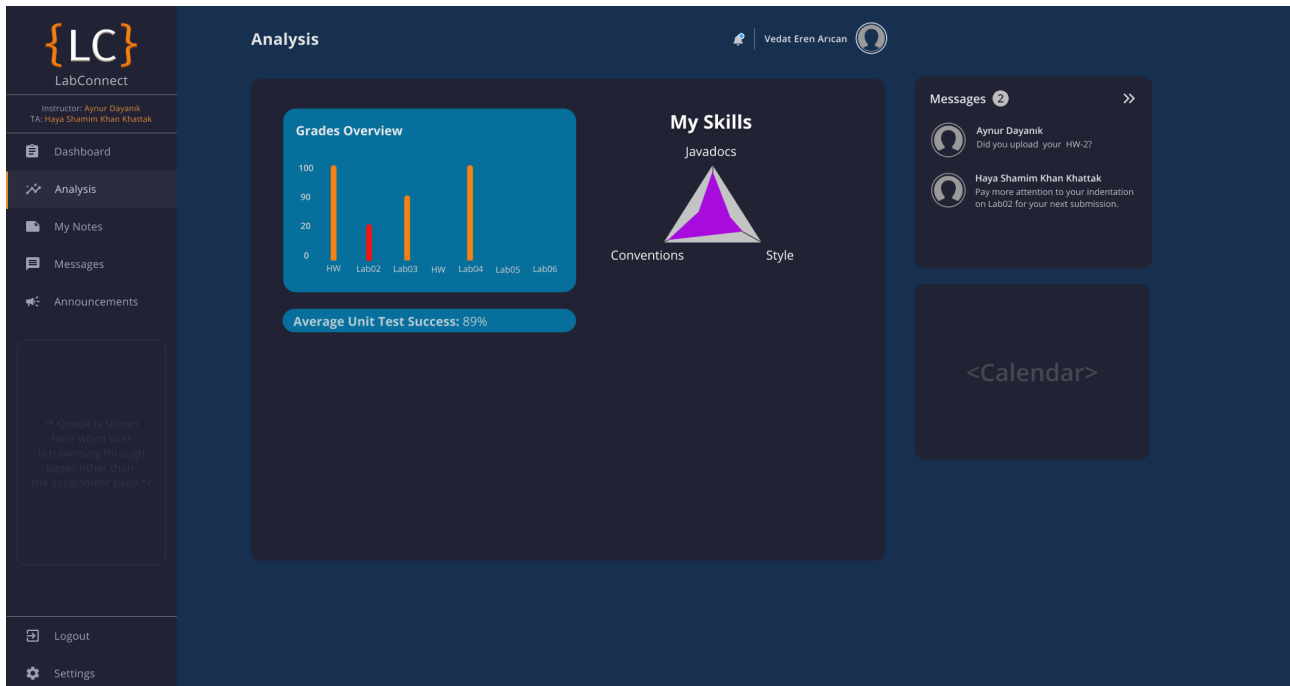 {LC}
LabConnect
Instructor: Aynur Dayanık
TA: Haya Shamim Khan Khattak
Dashboard
Analysis
My Notes
Messages
Announcements
/* Queue is shown
here when user
is traversing through
pages other than
the assignment page */
Logout
Settings
Analysis
Vedat Eren Arıcan
Grades Overview
100
90
20
0
HW Lab02 Lab03 HW Lab04 Lab05 Lab06
Average Unit Test Success: 89%
My Skills
Javadocs
Conventions
Style
Messages 2
Aynur Dayanık
Did you upload your HW-2?
Haya Shamim Khan Khattak
Pay more attention to your indentation
on Lab02 for your next submission.
<Calendar>